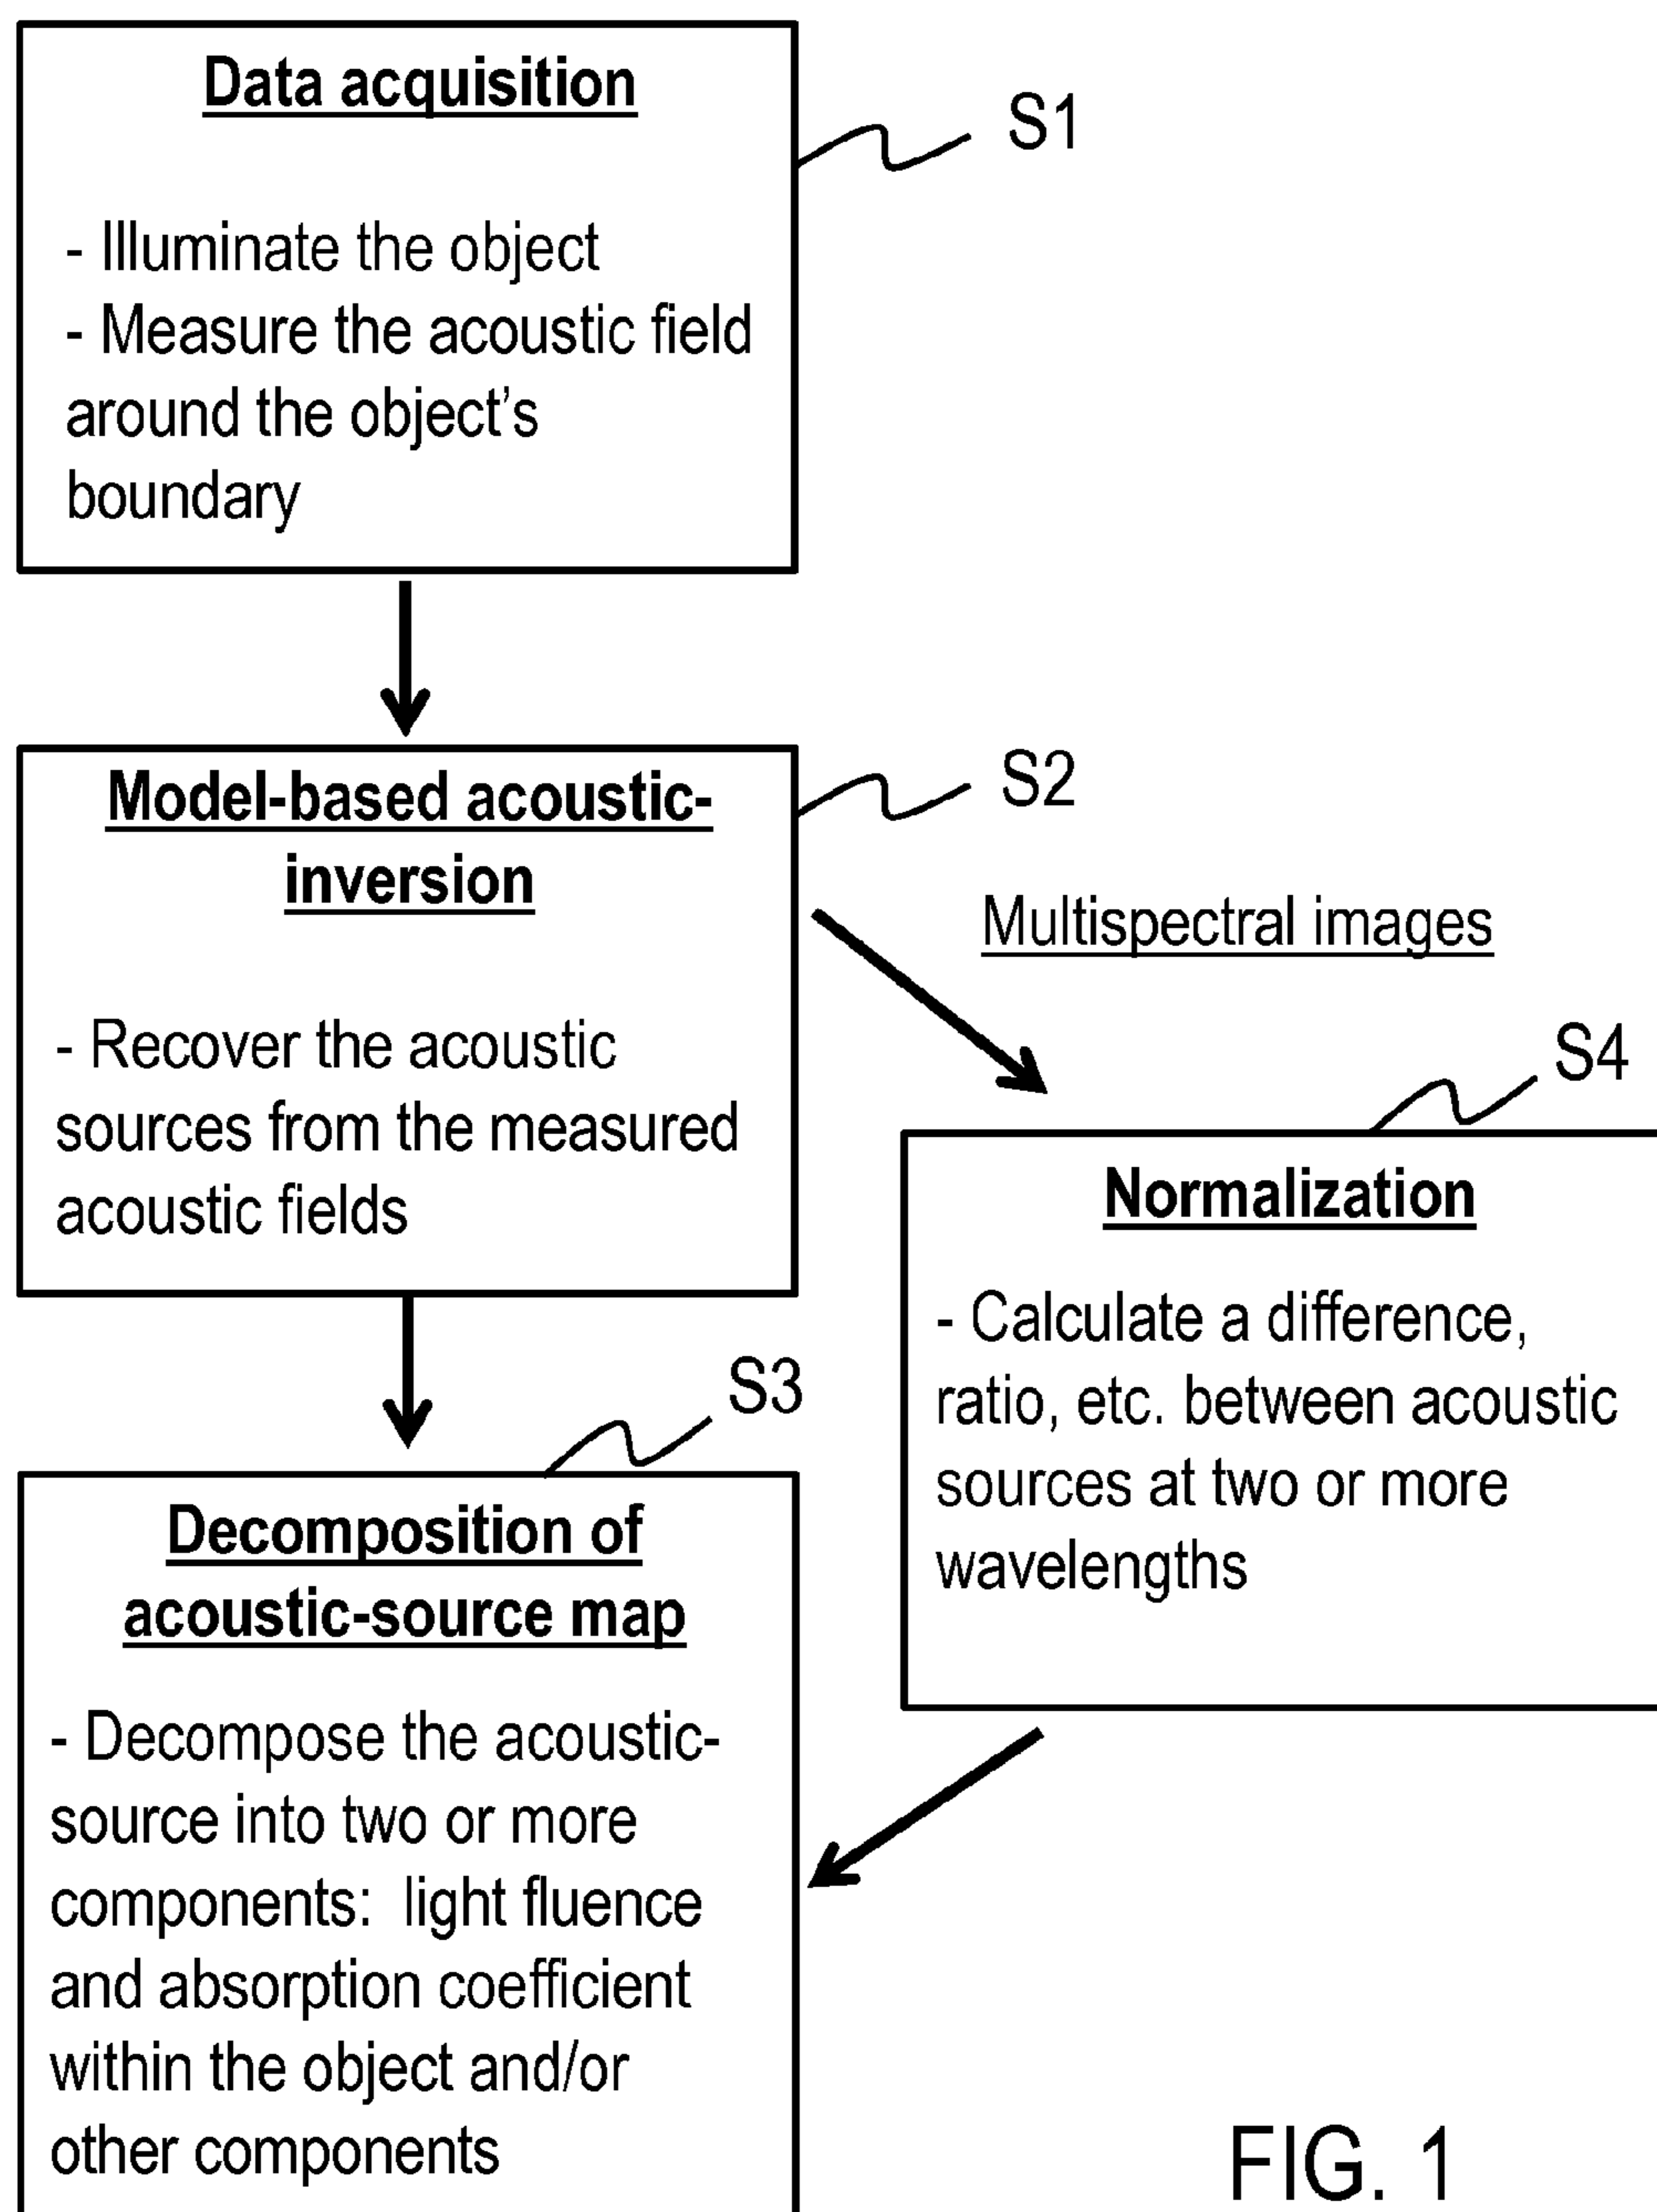 Data acquisition
S1
- Illuminate the object
- Measure the acoustic field
around the object's
boundary
Model-based acoustic-
inversion
S2
- Recover the acoustic
sources from the measured
acoustic fields
Multispectral images
S4
Normalization
- Calculate a difference,
ratio, etc. between acoustic
sources at two or more
wavelengths
S3
Decomposition of
acoustic-source map
- Decompose the acoustic-
source into two or more
components:  light fluence
and absorption coefficient
within the object and/or
other components
FIG. 1